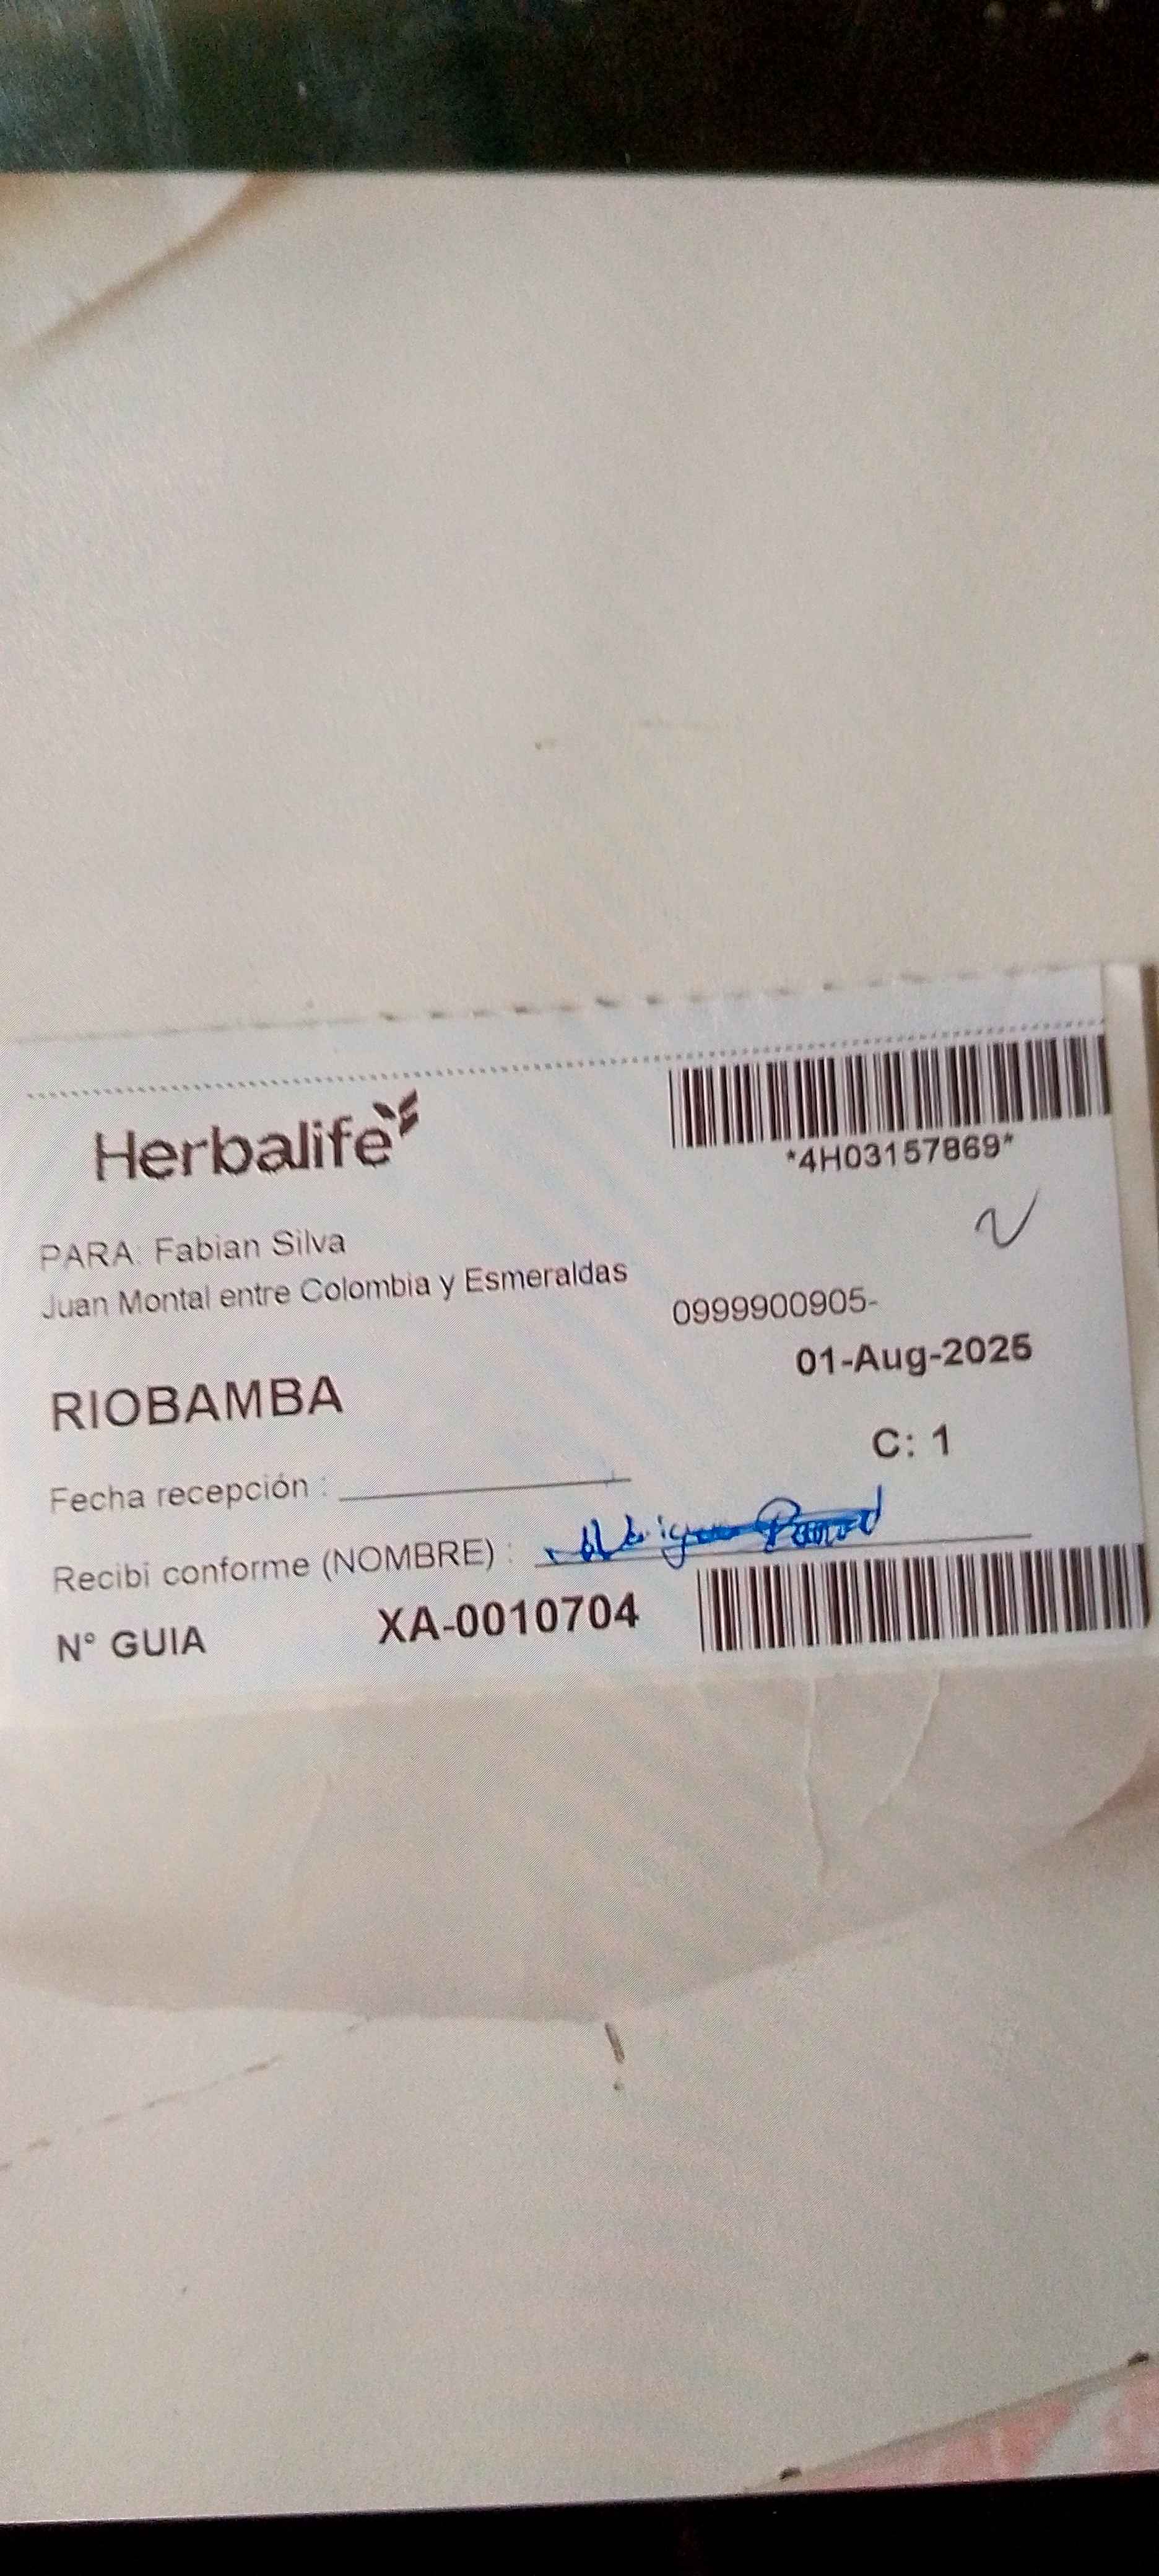 Herbalife
*4H03157869*
PARA: Fabian Silva
Juan Montal entre Colombia y Esmeraldas
0999900905-
01-Aug-2025
RIOBAMBA
C: 1
Fecha recepción :
Recibi conforme (NOMBRE) :
N° GUIA XA-0010704